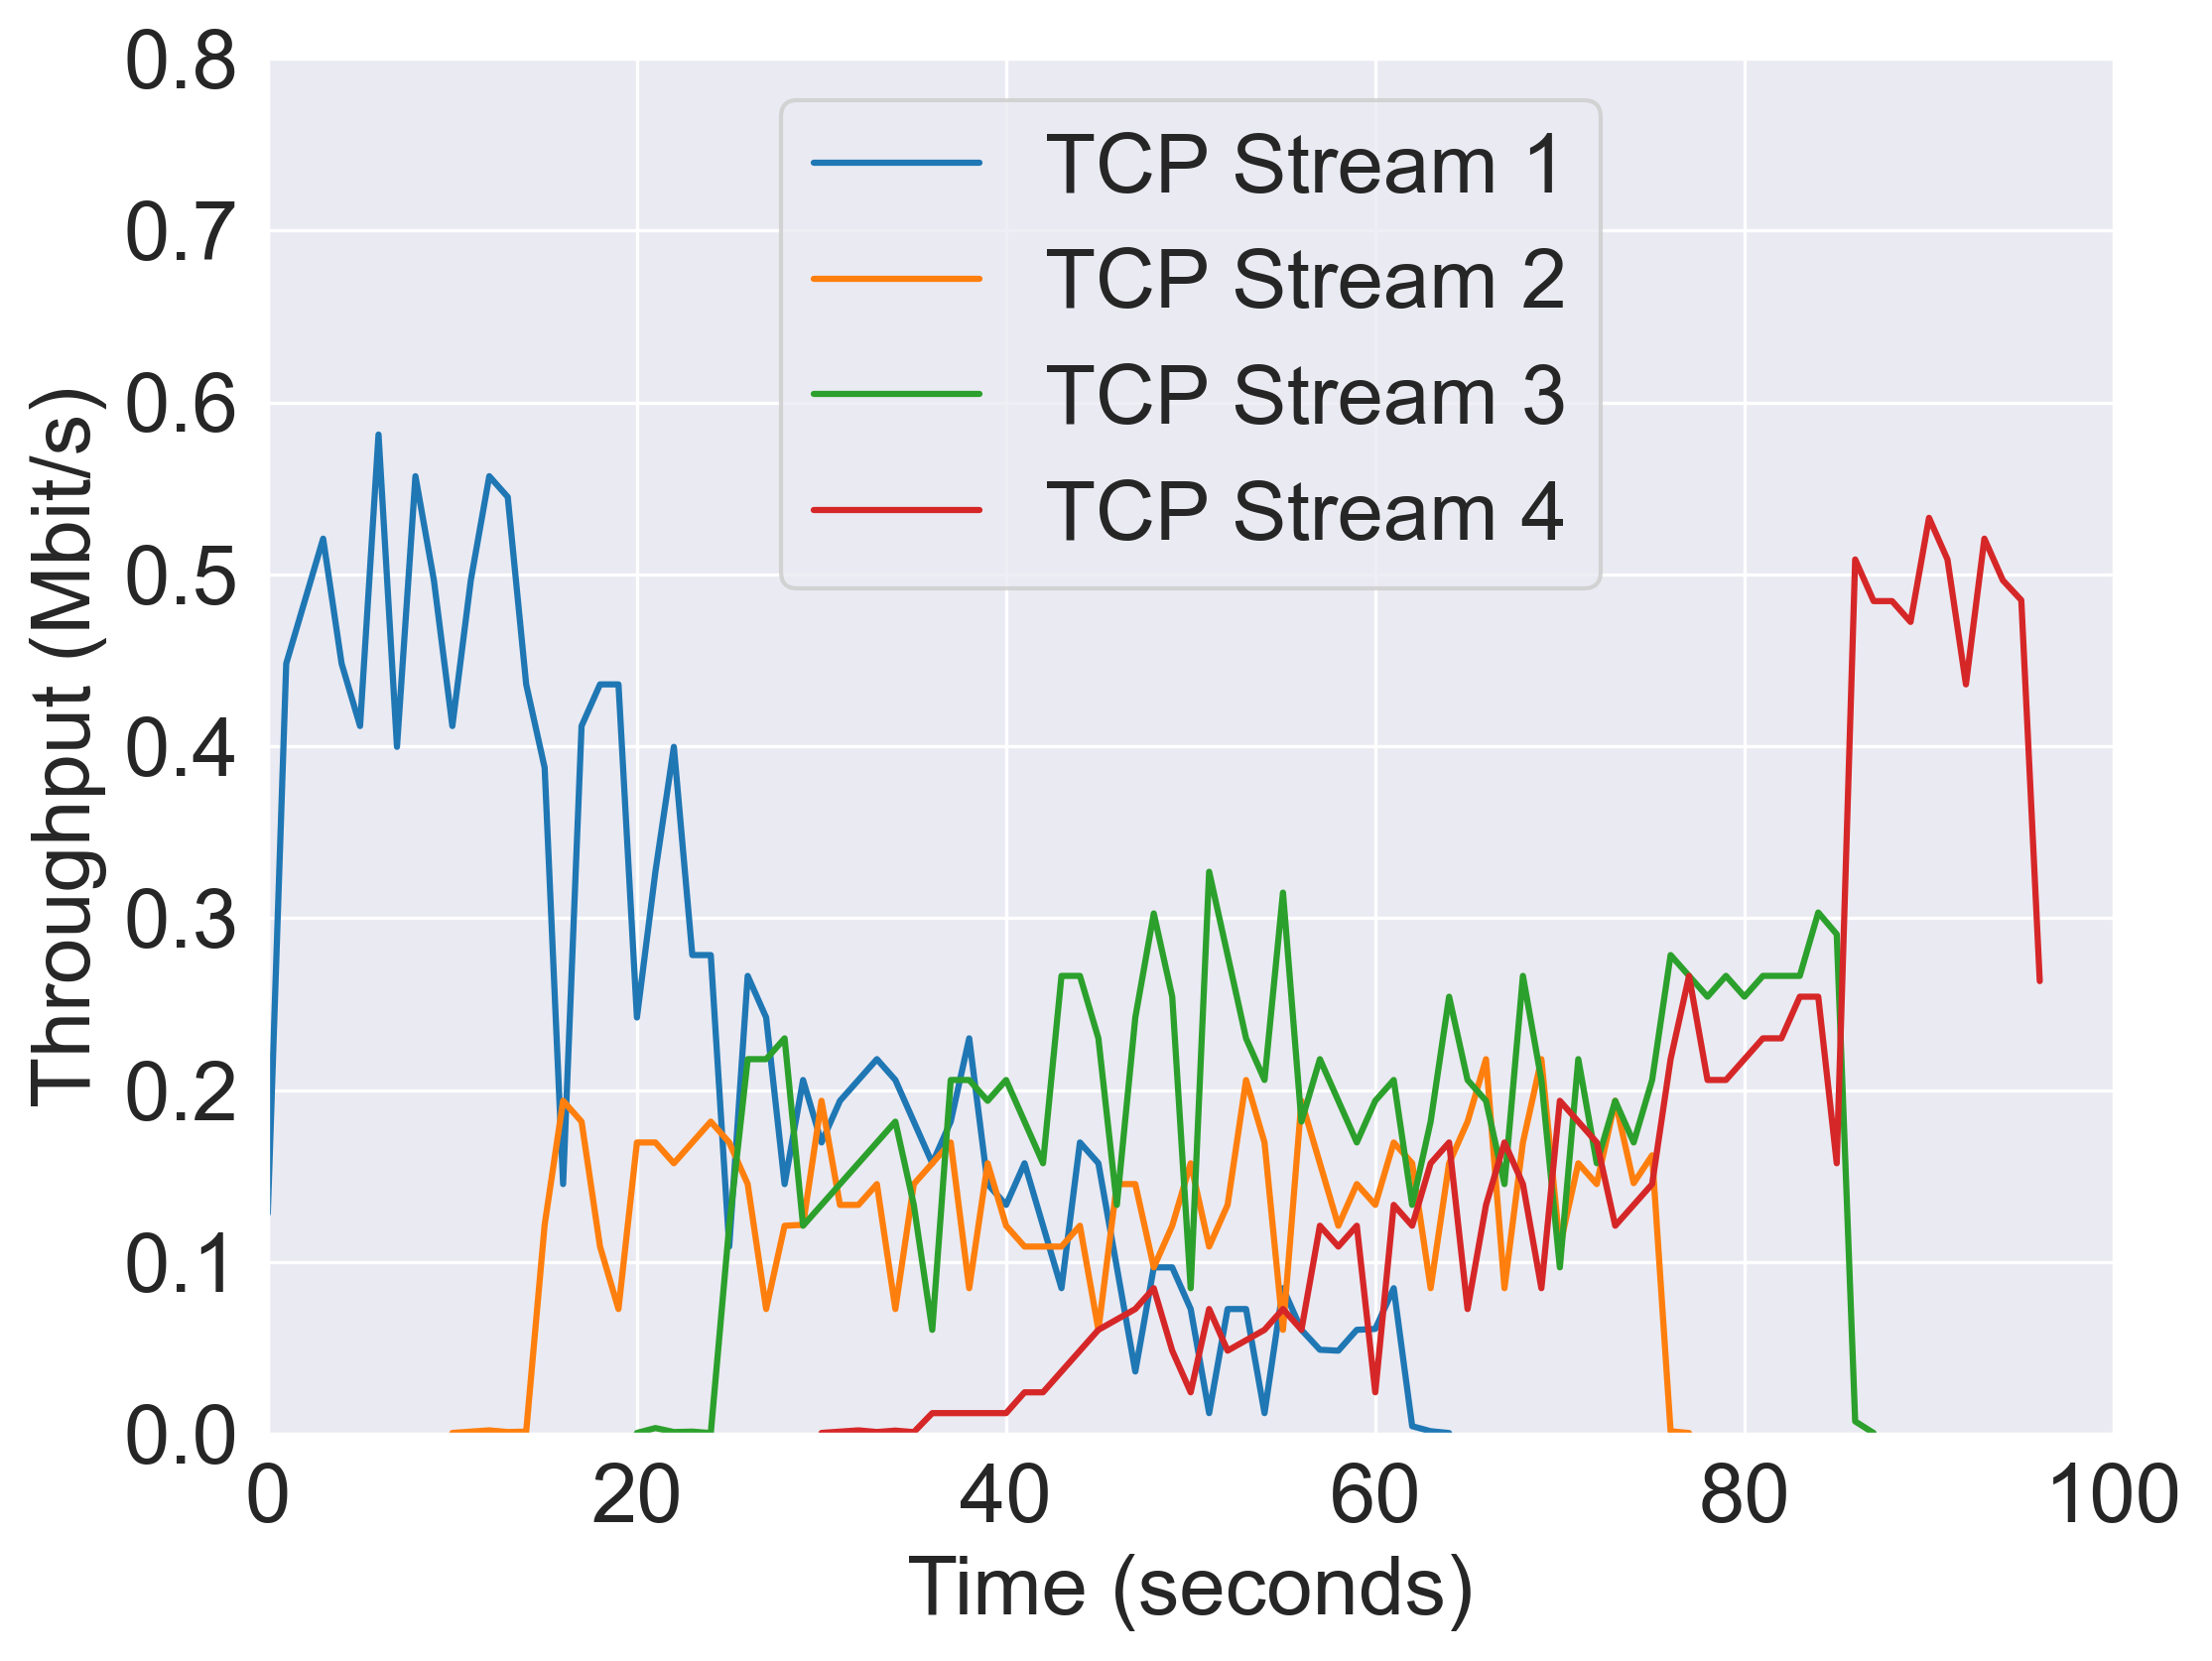 0.8
0.7
0.6
0.5
0.4
0.3
0.2
0.1
0.0
Throughput (Mbit/s)
TCP Stream 1
TCP Stream 2
TCP Stream 3
TCP Stream 4
0 20 40 60 80 100
Time (seconds)